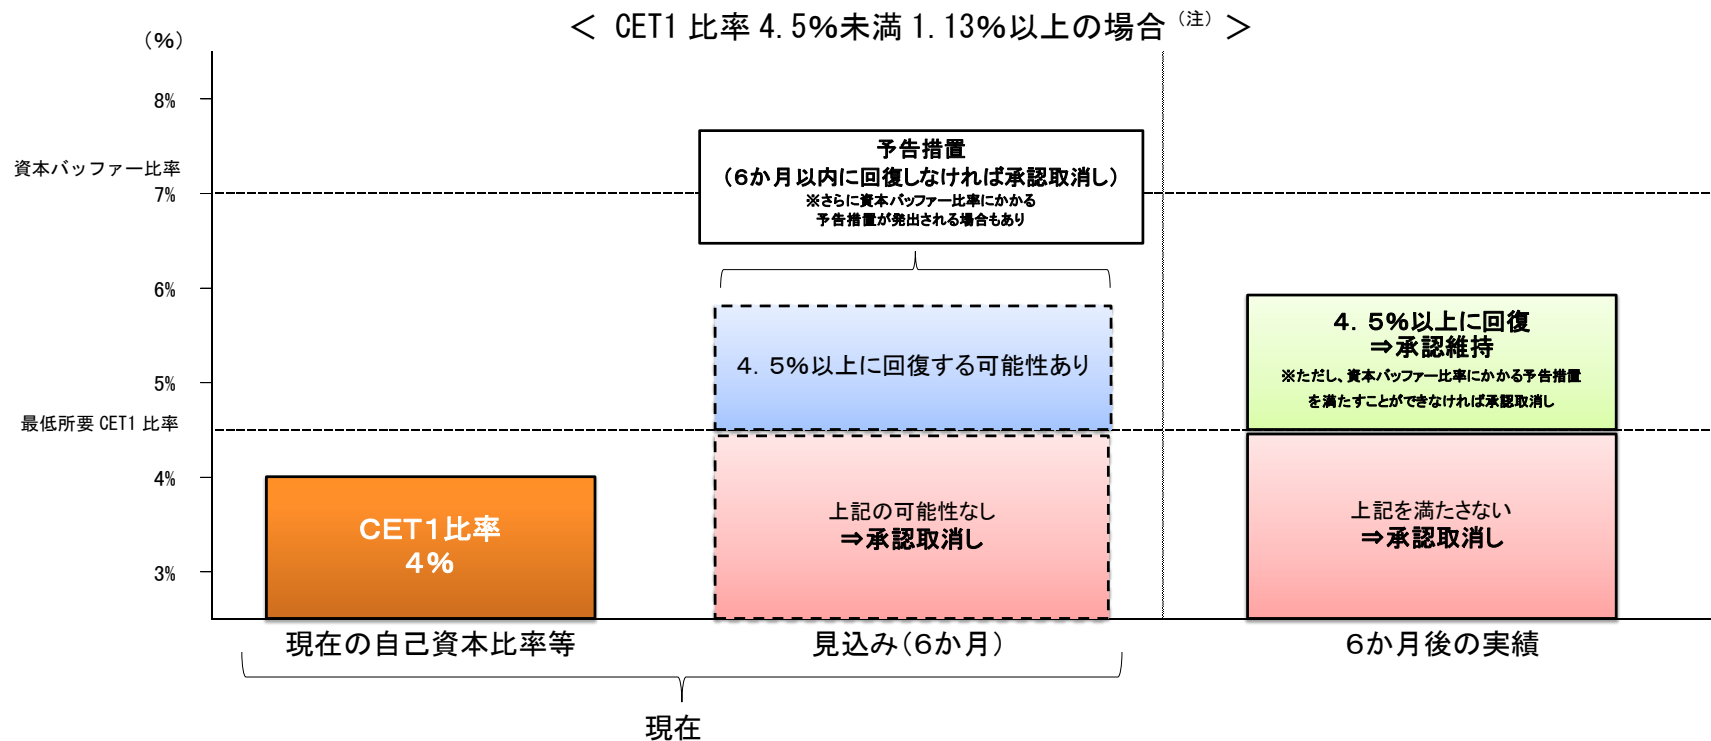 ＜ CET1 比率 4.5%未満 1.13%以上の場合（注）＞
（%）
8%
資本バッファー比率
7%
6%
5%
最低所要 CET1 比率
4%
3%
予告措置
（６か月以内に回復しなければ承認取消し）
※さらに資本バッファー比率にかかる
予告措置が発出される場合もあり
４．５％以上に回復する可能性あり
４．５％以上に回復
⇒承認維持
※ただし、資本バッファー比率にかかる予告措置
を満たすことができなければ承認取消し
ＣＥＴ１比率
４％
上記の可能性なし
⇒承認取消し
上記を満たさない
⇒承認取消し
現在の自己資本比率等
見込み（６か月）
６か月後の実績
現在